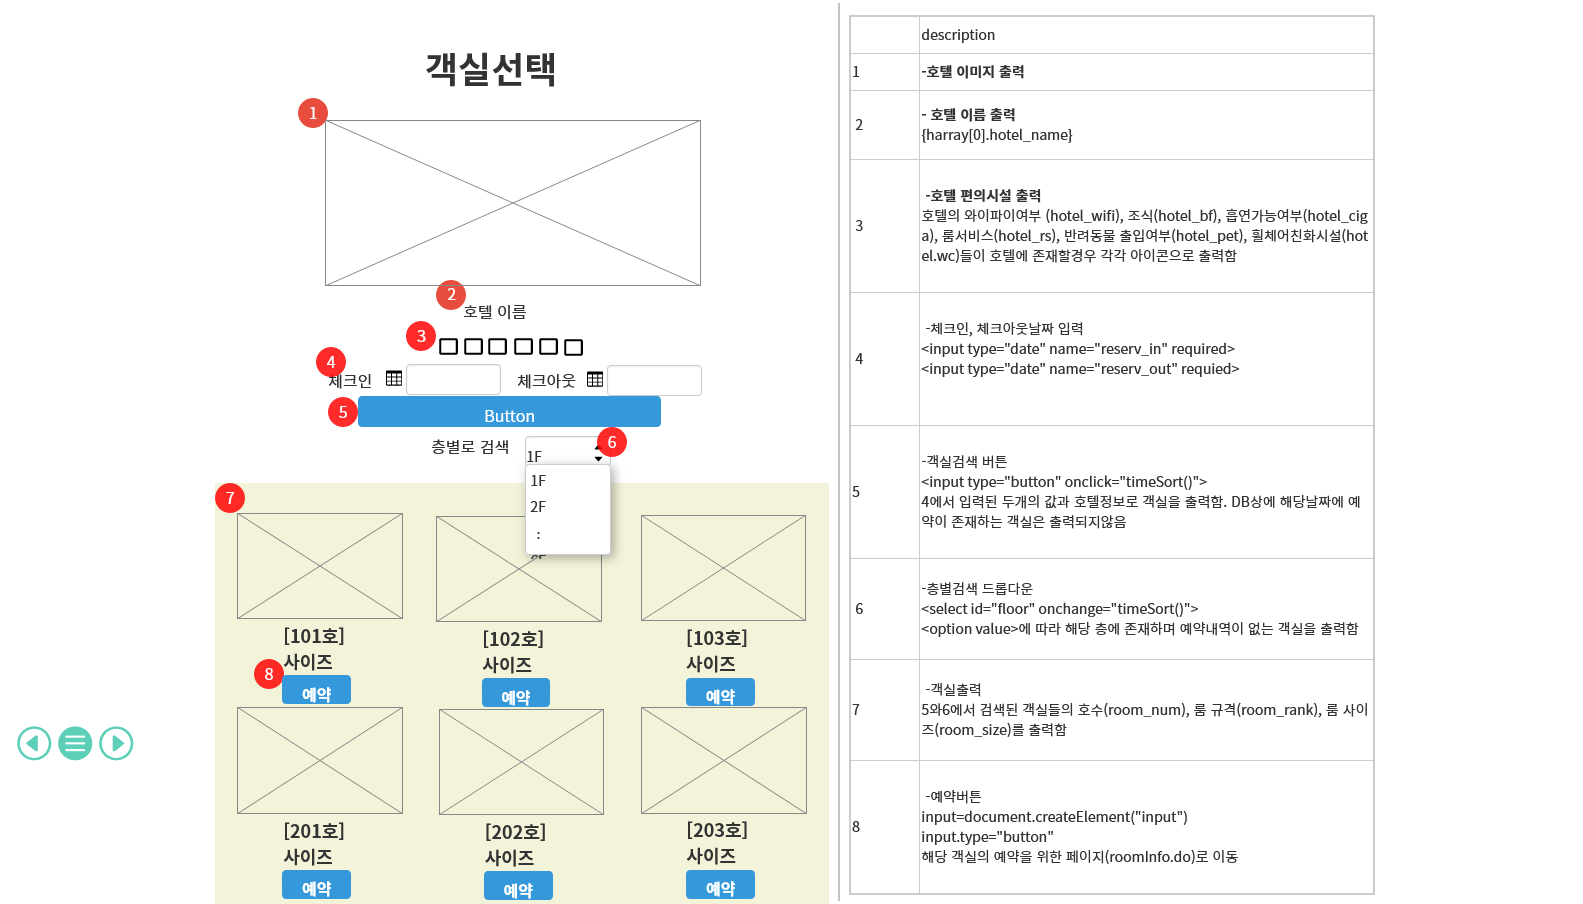 객실선택
1
2
호텔 이름
3
4
체크인
체크아웃
5
Button
층별로 검색
1F
6
1F
2F
:
7
[101호]
사이즈
8
예약
[102호]
사이즈
예약
[103호]
사이즈
예약
[201호]
사이즈
예약
[202호]
사이즈
예약
[203호]
사이즈
예약
description
1
-호텔 이미지 출력
2
- 호텔 이름 출력
{harray[0].hotel_name}
3
-호텔 편의시설 출력
호텔의 와이파이여부 (hotel_wifi), 조식(hotel_bf), 흡연가능여부(hotel_cig
a), 룸서비스(hotel_rs), 반려동물 출입여부(hotel_pet), 휠체어친화시설(hot
el.wc)들이 호텔에 존재할경우 각각 아이콘으로 출력함
4
-체크인, 체크아웃날짜 입력
<input type="date" name="reserv_in" required>
<input type="date" name="reserv_out" requied>
5
-객실검색 버튼
<input type="button" onclick="timeSort()">
4에서 입력된 두개의 값과 호텔정보로 객실을 출력함. DB상에 해당날짜에 예
약이 존재하는 객실은 출력되지않음
6
-층별검색 드롭다운
<select id="floor" onchange="timeSort()">
<option value>에 따라 해당 층에 존재하며 예약내역이 없는 객실을 출력함
7
-객실출력
5와6에서 검색된 객실들의 호수(room_num), 룸 규격(room_rank), 룸 사이
즈(room_size)를 출력함
8
-예약버튼
input=document.createElement("input")
input.type="button"
해당 객실의 예약을 위한 페이지(roomInfo.do)로 이동